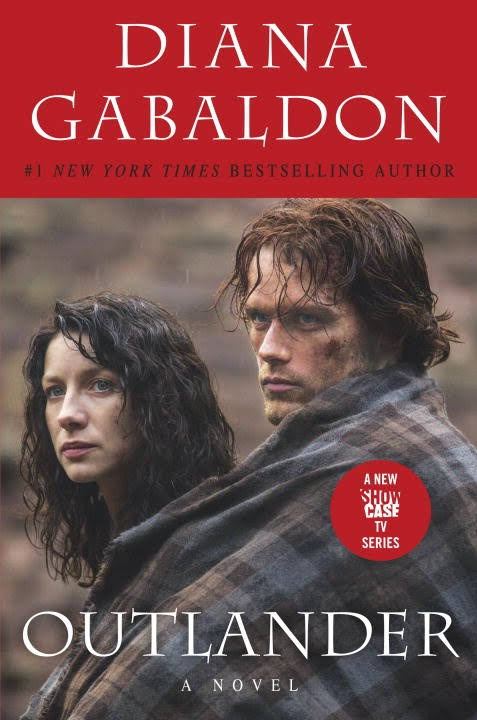 DIANA
GABALDON
#1 NEW YORK TIMES BESTSELLING AUTHOR
A NEW
SHOW
CASE
TV
SERIES
OUTLANDER
A NOVEL